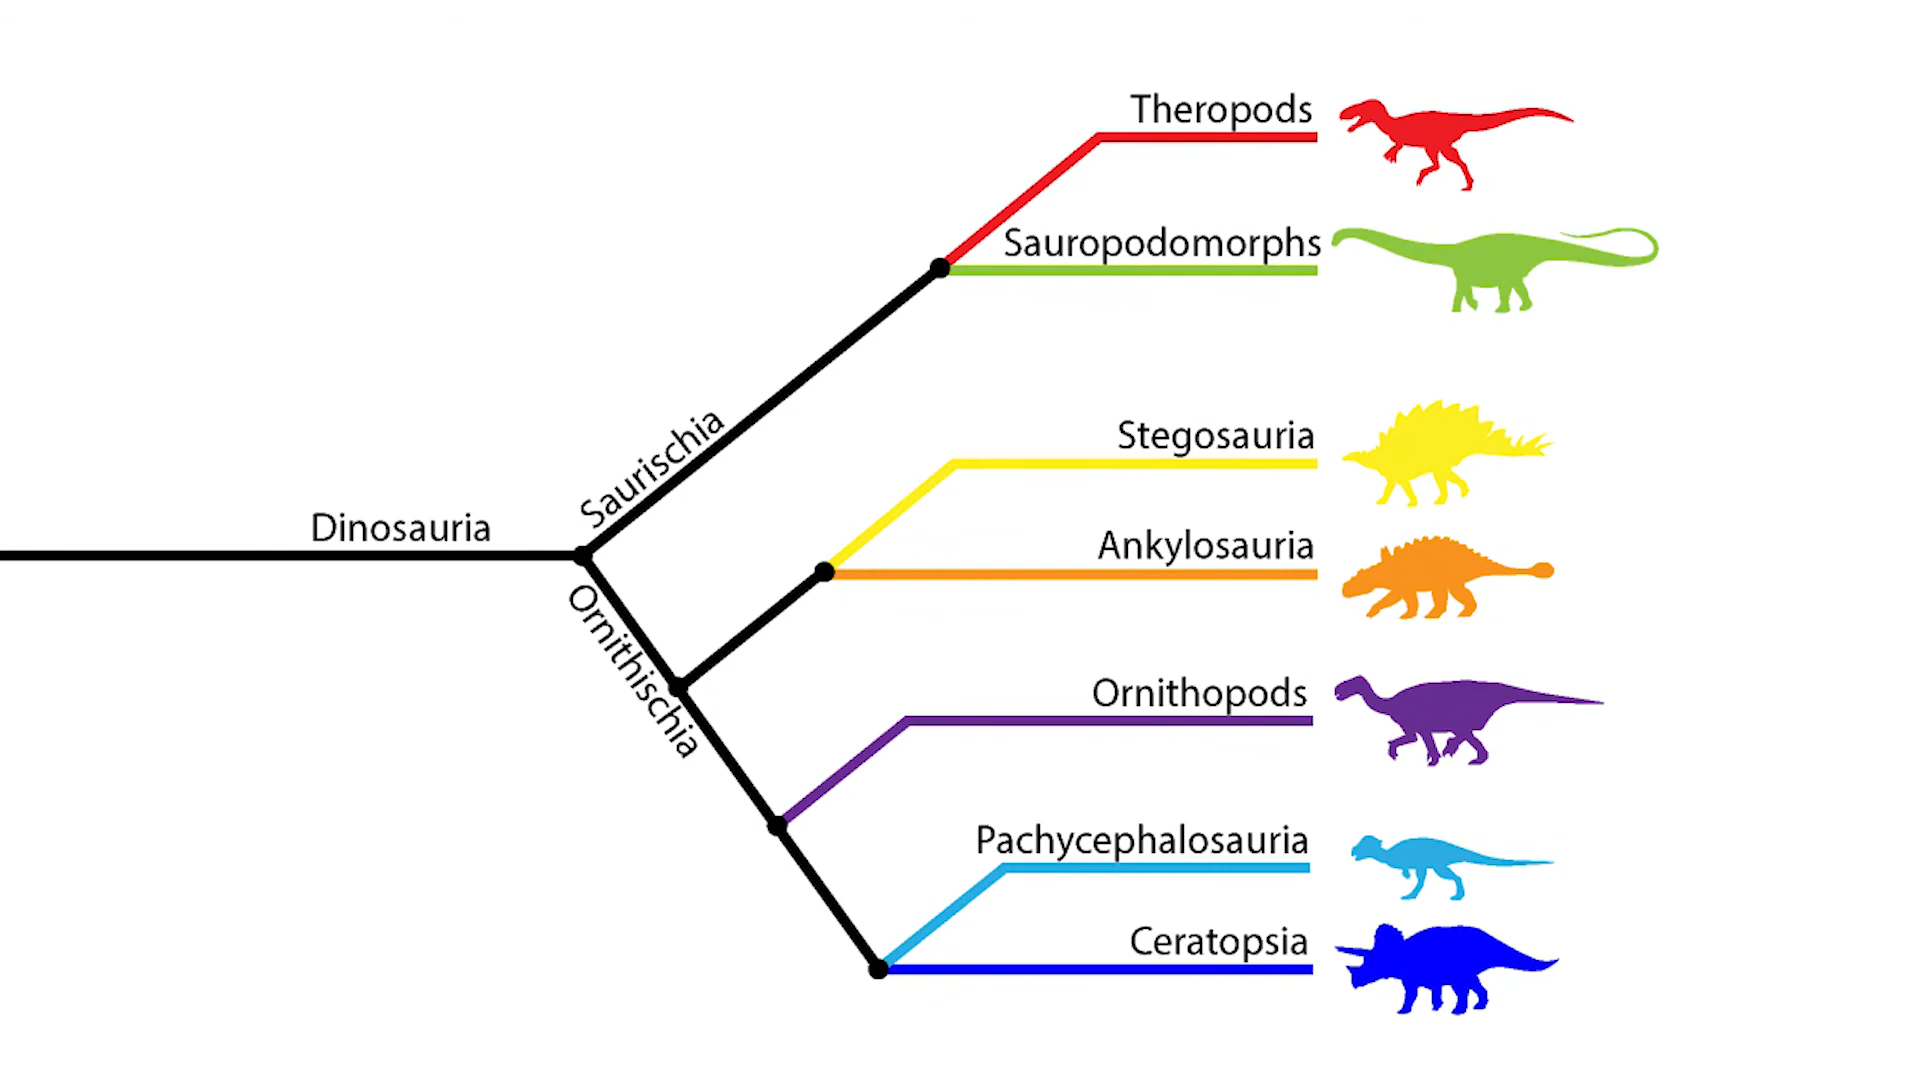 Theropods
Sauropodomorphs
Saurischia
Stegosauria
Dinosauria
Ankylosauria
Ornithischia
Ornithopods
Pachycephalosauria
Ceratopsia